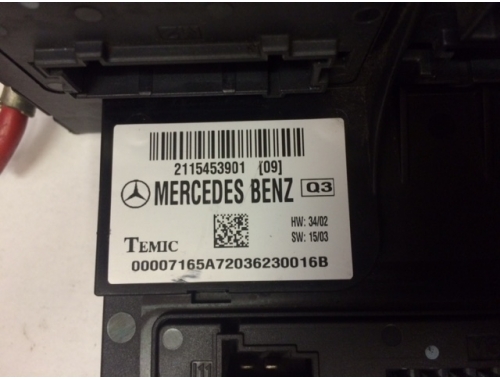 2115453901 {09]
MERCEDES BENZ Q3
HW: 34/02
SW: 15/03
TEMIC
00007165A72036230016B